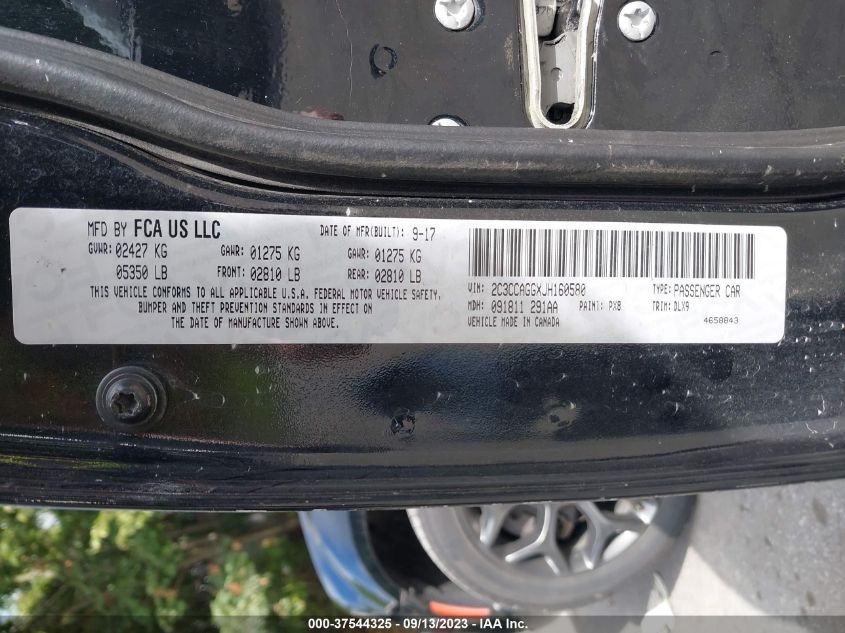 MFD BY FCA US LLC DATE OF MFR(BUILT): 9-17
GVWR: 02427 KG GAWR: 01275 KG GAWR: 01275 KG
05350 LB FRONT: 02810 LB REAR: 02810 LB
THIS VEHICLE CONFORMS TO ALL APPLICABLE U.S.A. FEDERAL MOTOR VEHICLE SAFETY,
BUMPER AND THEFT PREVENTION STANDARDS IN EFFECT ON
THE DATE OF MANUFACTURE SHOWN ABOVE.
VIN: 2C3CCAGGXJH160580 TYPE: PASSENGER CAR
MDH: 091811 291AA PAINT: PX8 TRIM: DLX9
VEHICLE MADE IN CANADA 4658843
000-37544325 - 09/13/2023 - IAA Inc.